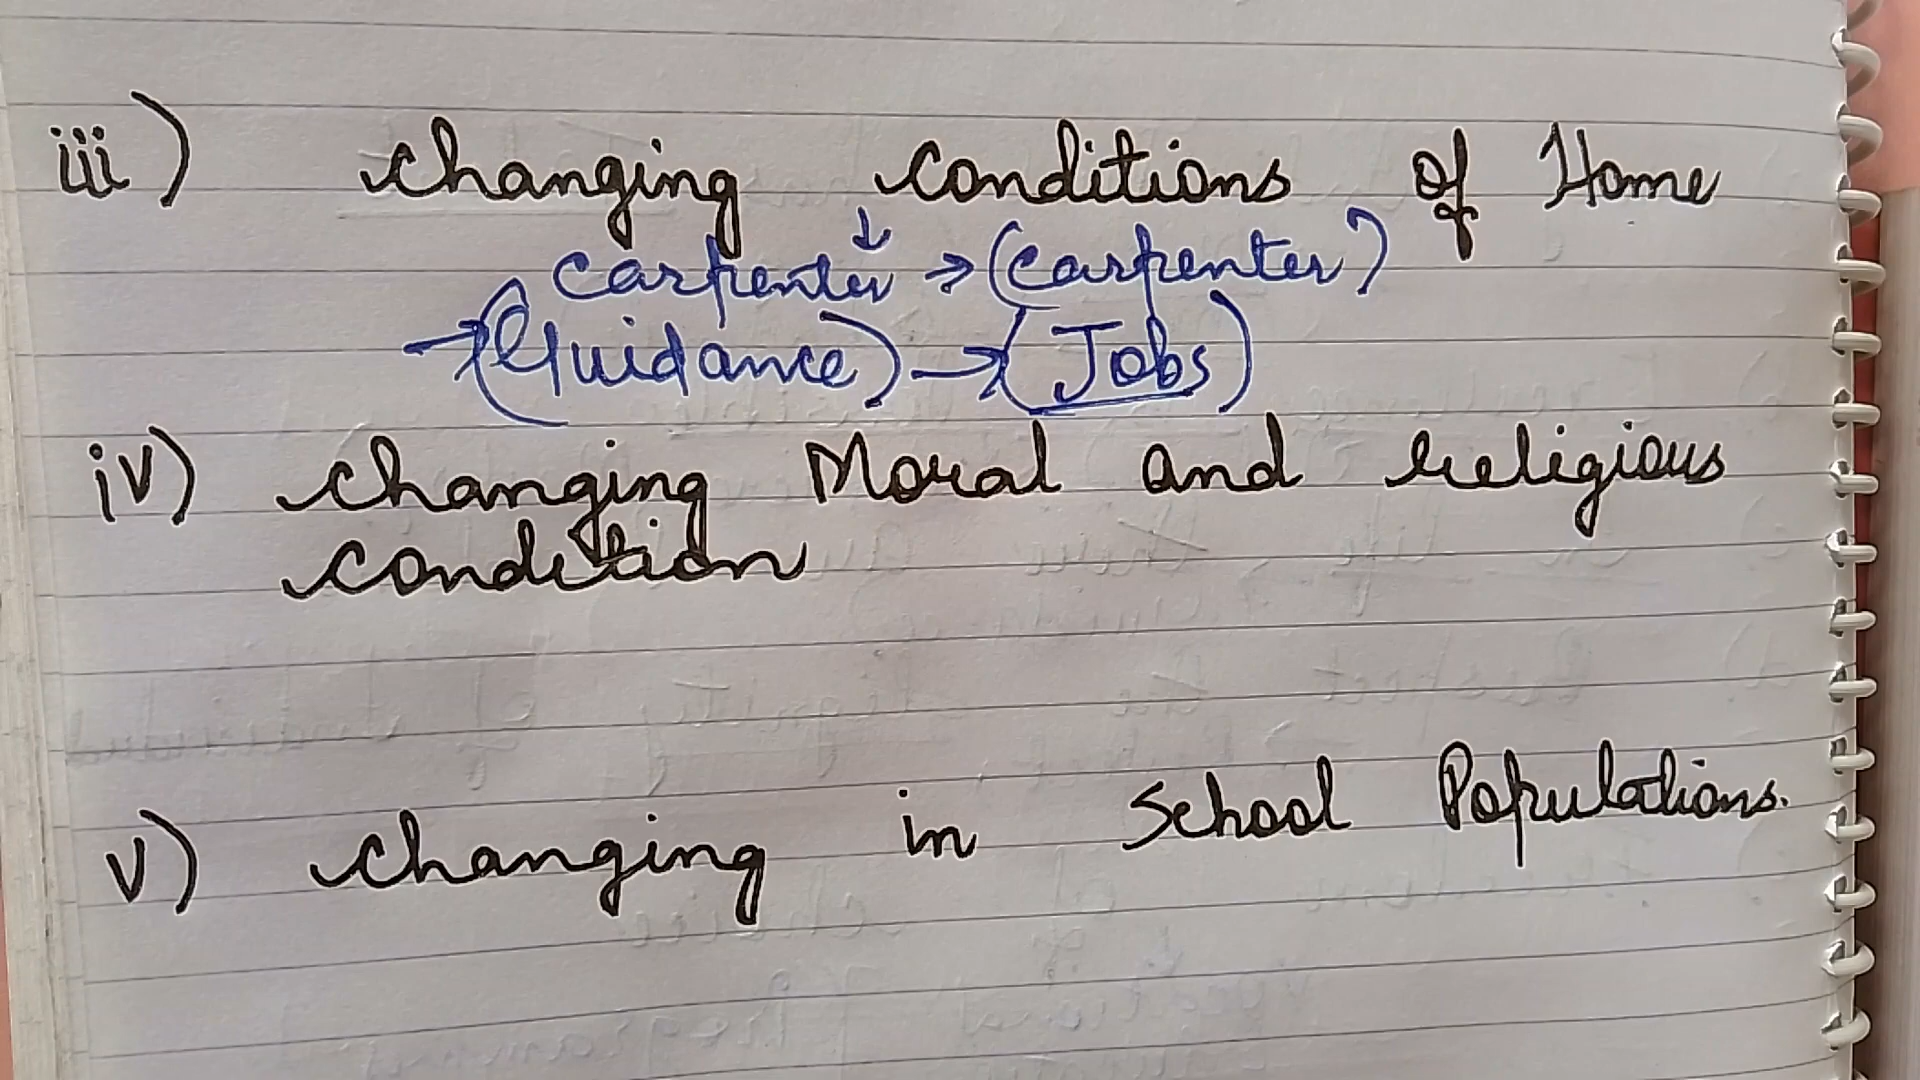 iii) changing conditions of Home
↓
carpenter → (carpenter)
→ (Guidance) → (Jobs)
iv) changing Moral and religious
condition
v) changing in School Populations.